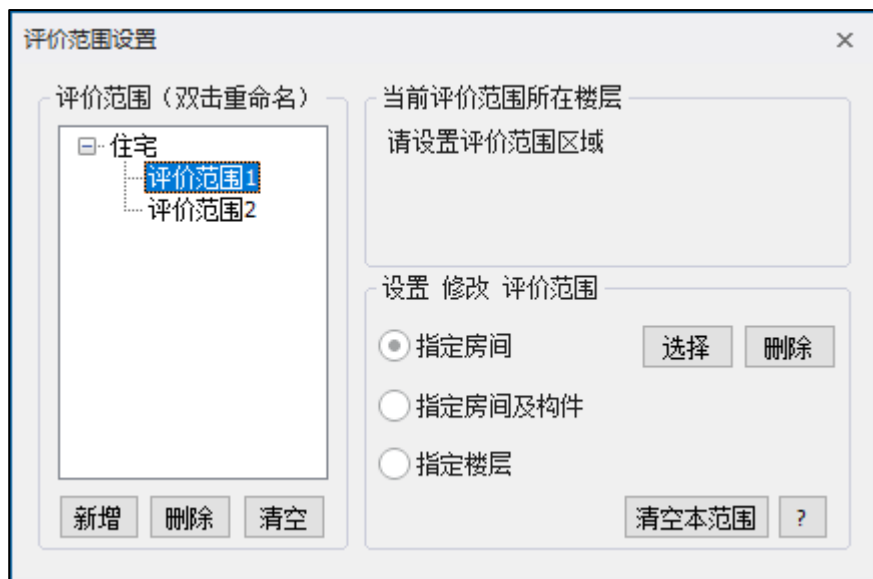 评价范围设置
评价范围（双击重命名）
住宅
评价范围1
评价范围2
新增
删除
清空
当前评价范围所在楼层
请设置评价范围区域
设置 修改 评价范围
指定房间
选择
删除
指定房间及构件
指定楼层
清空本范围
?